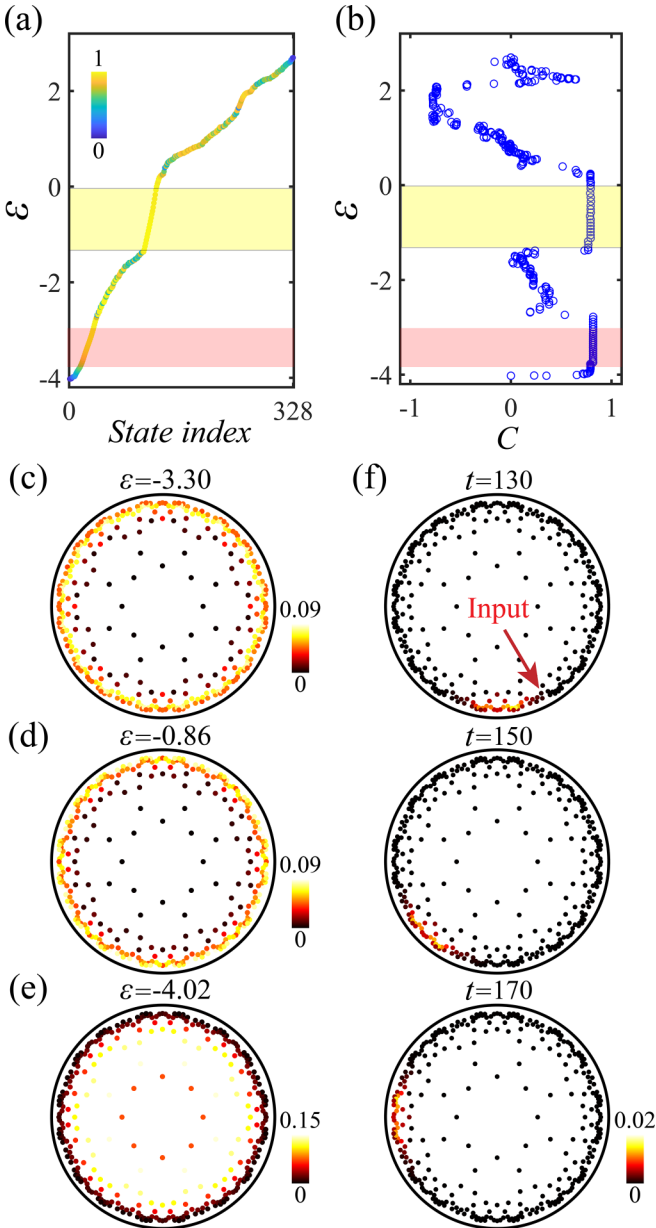 (a)
(b)
2
0
-2
-4
ε
1
0
0
328
State index
2
0
-2
-4
ε
-1
0
1
C
(c)
ε=-3.30
0.09
0
(f)
t=130
Input
(d)
ε=-0.86
0.09
0
t=150
(e)
ε=-4.02
0.15
0
t=170
0.02
0